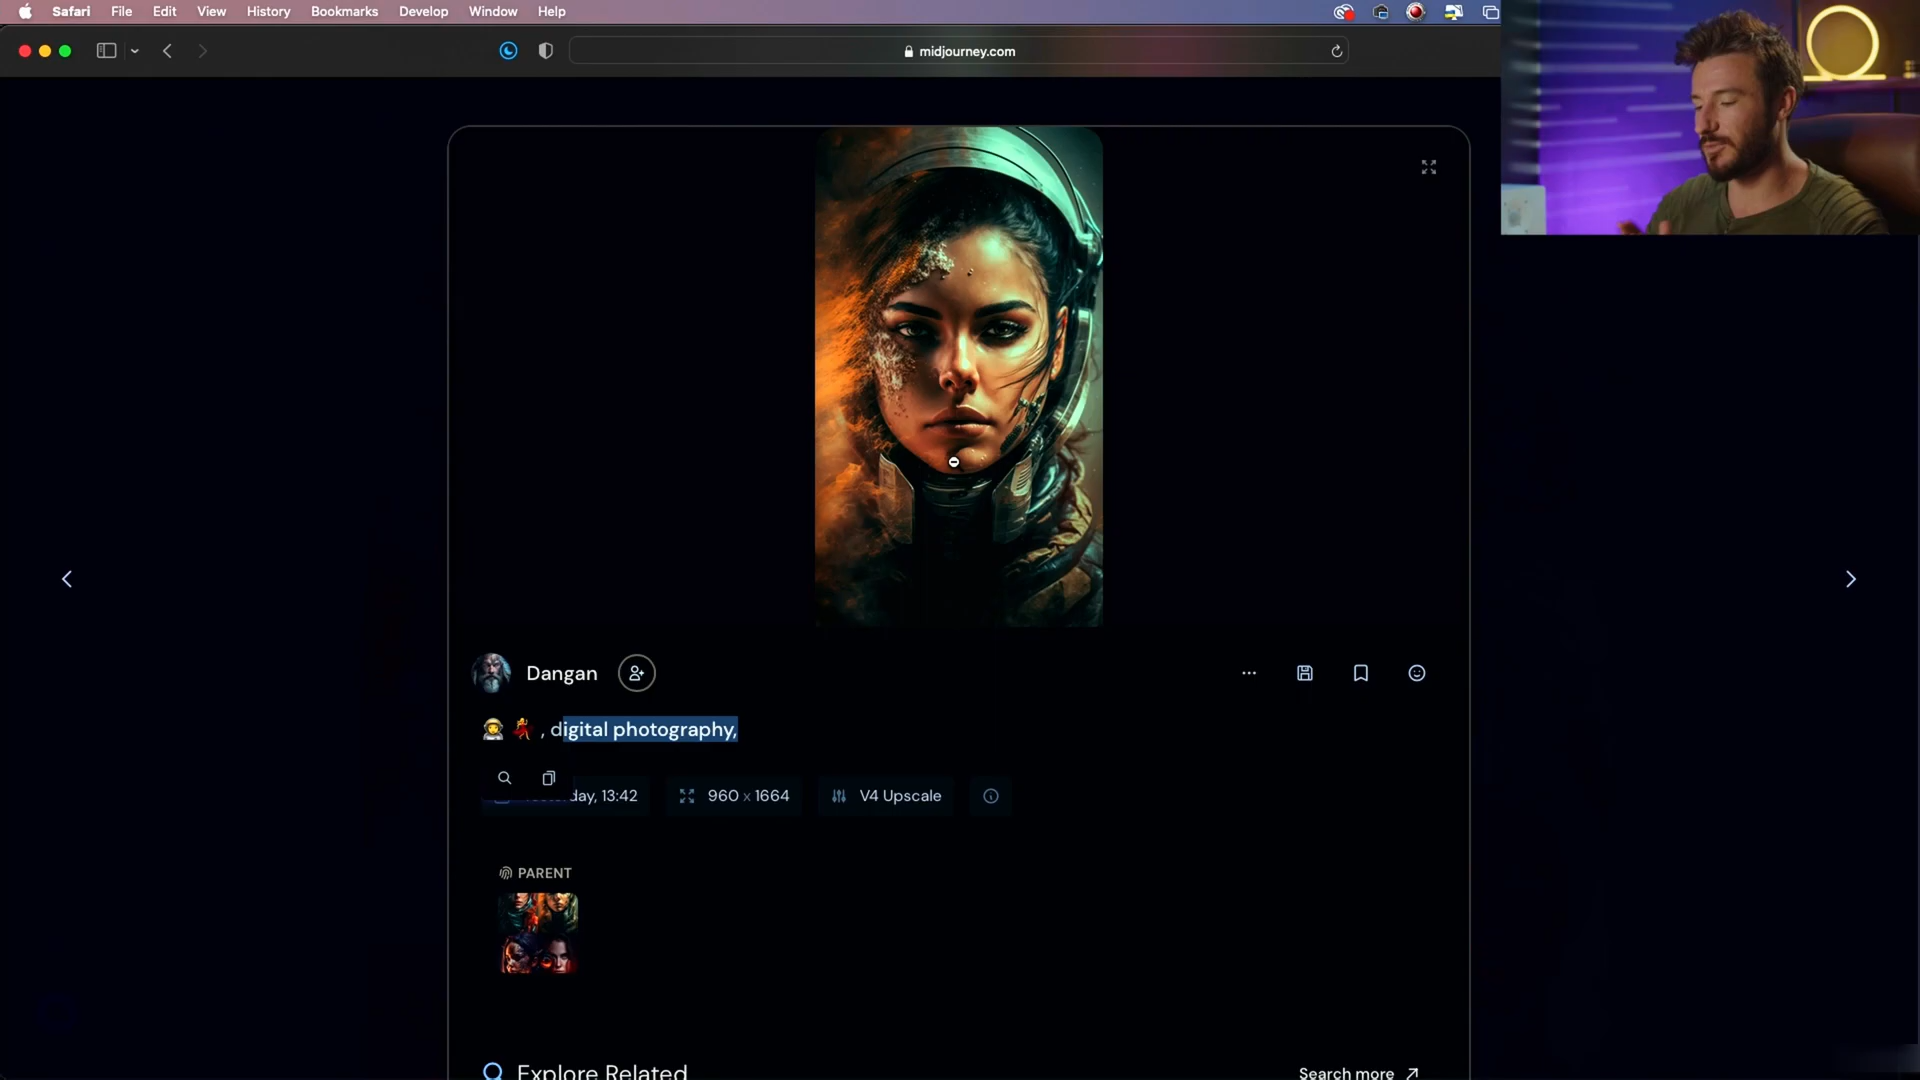 Safari File Edit View History Bookmarks Develop Window Help
midjourney.com
Dangan
👩‍🚀 💃 , digital photography,
day, 13:42 960 x 1664 V4 Upscale
PARENT
Explore Related Search more